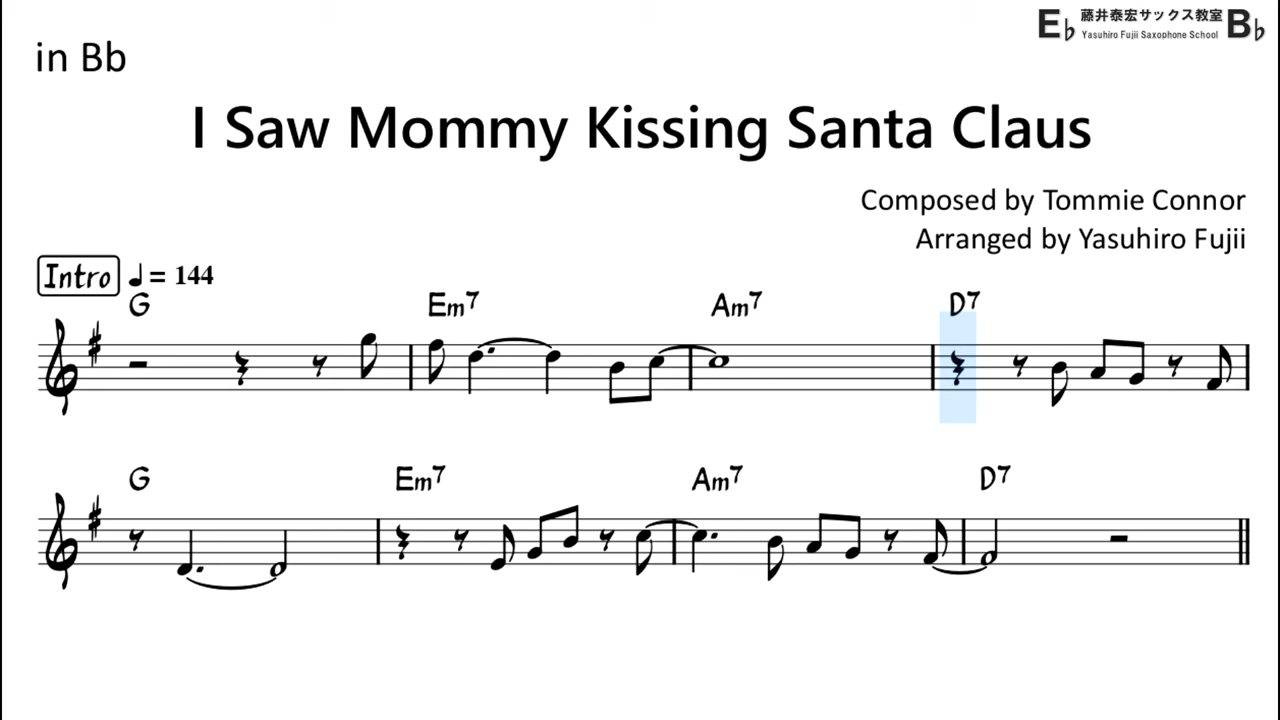 E♭ 藤井泰宏サックス教室 B♭
Yasuhiro Fujii Saxophone School
in Bb
I Saw Mommy Kissing Santa Claus
Composed by Tommie Connor
Arranged by Yasuhiro Fujii
Intro ♩= 144
G Em7 Am7 D7
G Em7 Am7 D7